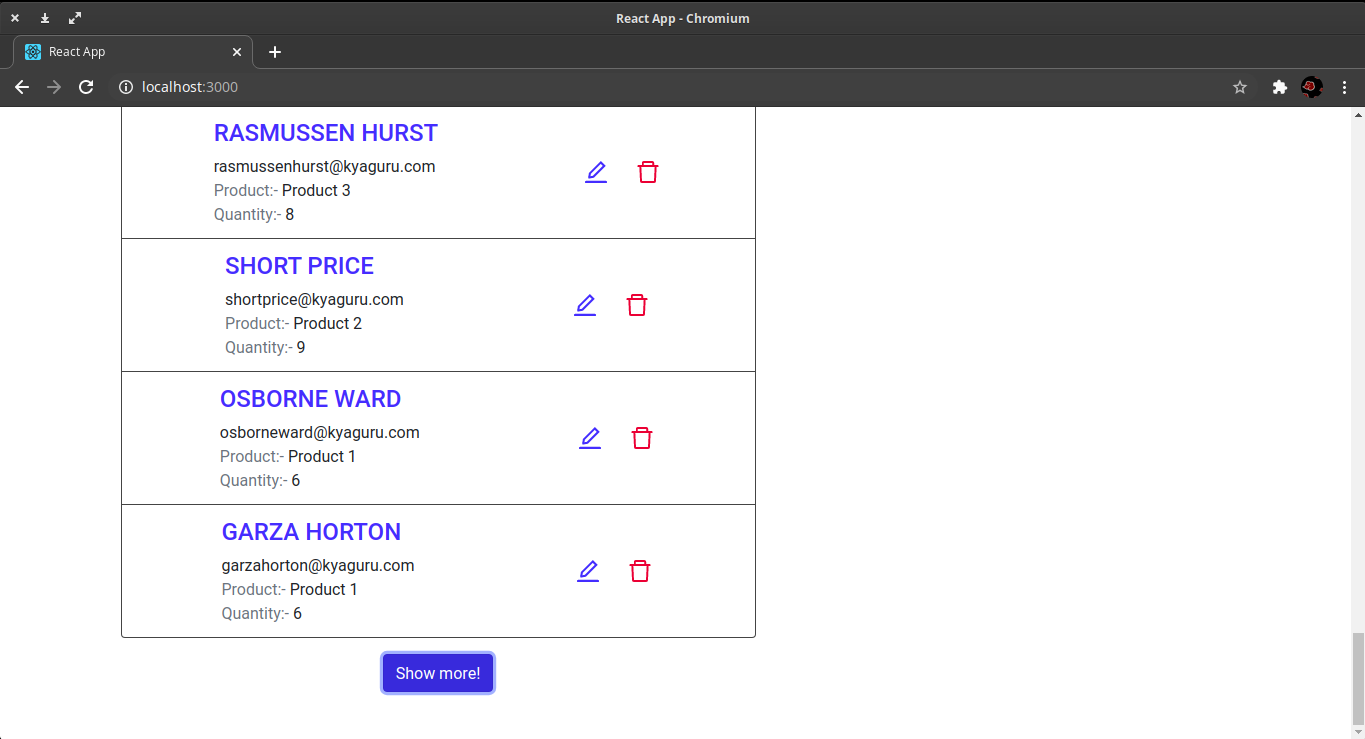 React App - Chromium
React App
localhost:3000
RASMUSSEN HURST
rasmussenhurst@kyaguru.com
Product:- Product 3
Quantity:- 8
SHORT PRICE
shortprice@kyaguru.com
Product:- Product 2
Quantity:- 9
OSBORNE WARD
osborneward@kyaguru.com
Product:- Product 1
Quantity:- 6
GARZA HORTON
garzahorton@kyaguru.com
Product:- Product 1
Quantity:- 6
Show more!